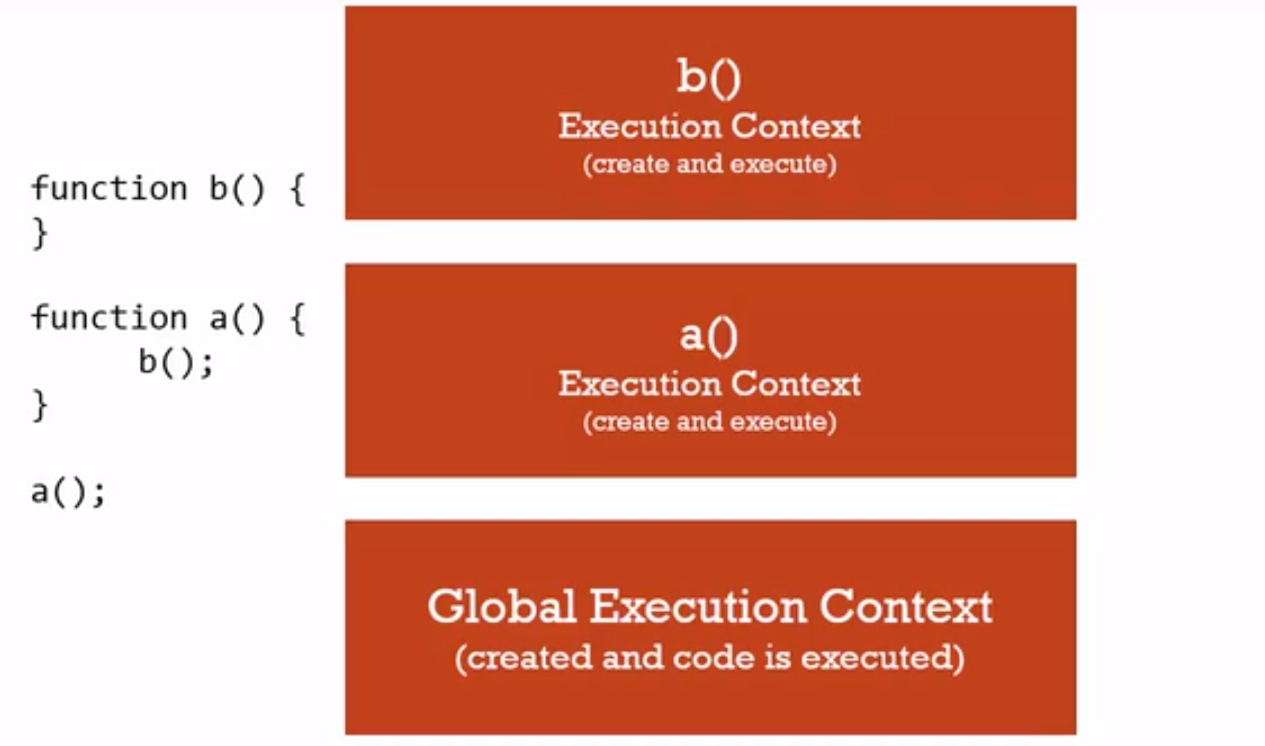 function b() {
}
function a() {
b();
}
a();
b()
Execution Context
(create and execute)
a()
Execution Context
(create and execute)
Global Execution Context
(created and code is executed)